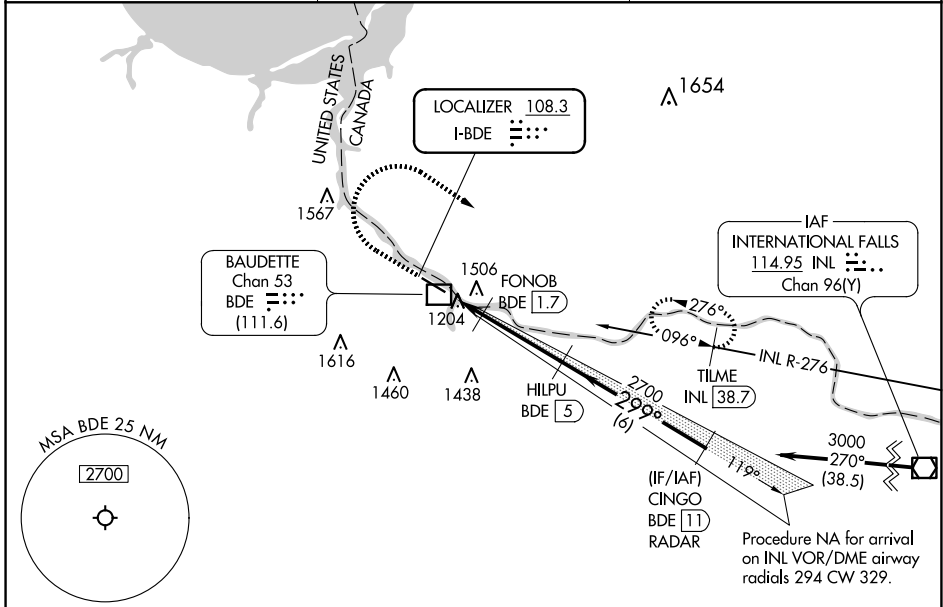 1654
UNITED STATES
CANADA
LOCALIZER 108.3
I-BDE
1567
IAF
INTERNATIONAL FALLS
114.95 INL
Chan 96(Y)
BAUDETTE
Chan 53
BDE
(111.6)
1506
FONOB
BDE 1.7
1204
276°
096°
INL R-276
TILME
INL 38.7
1616
1460
1438
HILPU
BDE 5
2700
299°
(6)
119°
3000
270°
(38.5)
MSA BDE 25 NM
2700
(IF/IAF)
CINGO
BDE 11
RADAR
Procedure NA for arrival
on INL VOR/DME airway
radials 294 CW 329.